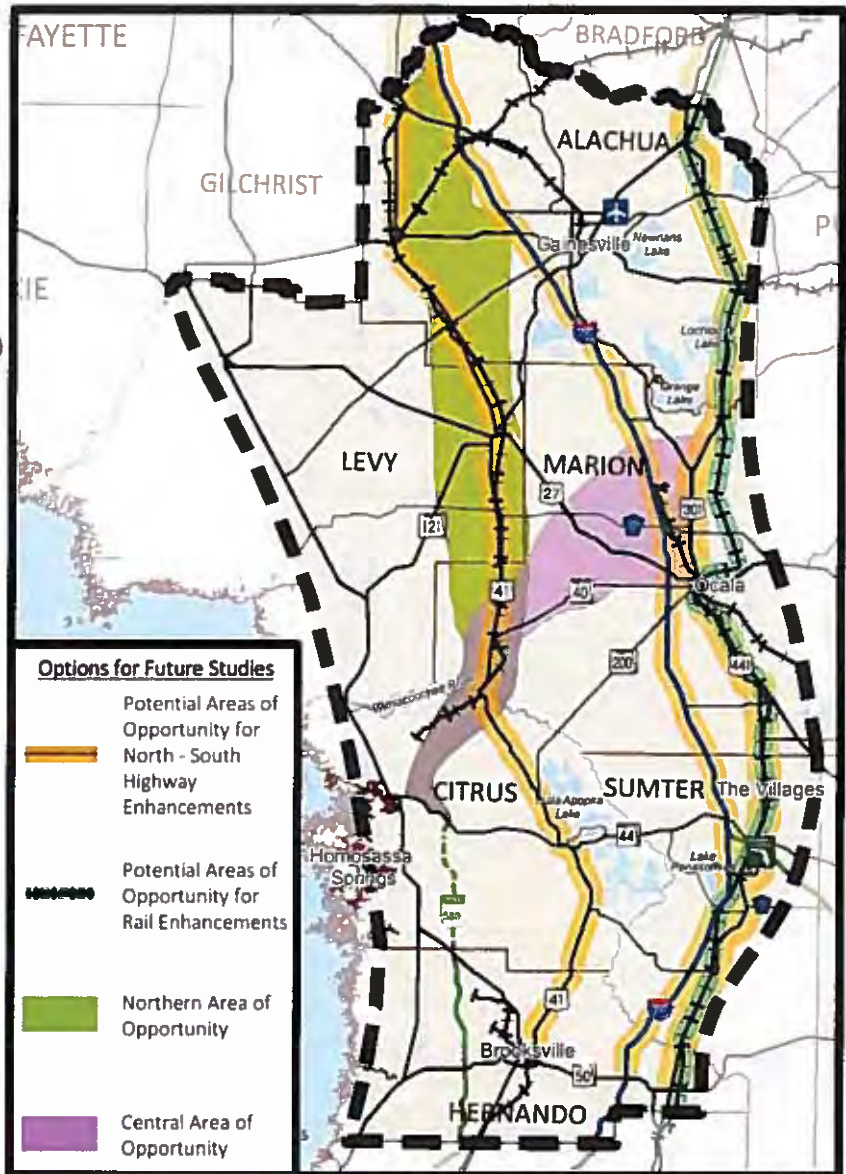 FAYETTE
BRADFORD
ALACHUA
GILCHRIST
Gainesville
Newnans
Lake
P
IE
Lochloosa
Lake
Orange
Lake
LEVY
MARION
27
121
301
41
40
Ocala
200
441
Withlacoochee R
CITRUS
SUMTER
The Villages
Tsala Apopka
Lake
44
Lake
Panasoffkee
Homosassa
Springs
41
Brooksville
50
HERNANDO
Options for Future Studies
Potential Areas of
Opportunity for
North - South
Highway
Enhancements
Potential Areas of
Opportunity for
Rail Enhancements
Northern Area of
Opportunity
Central Area of
Opportunity